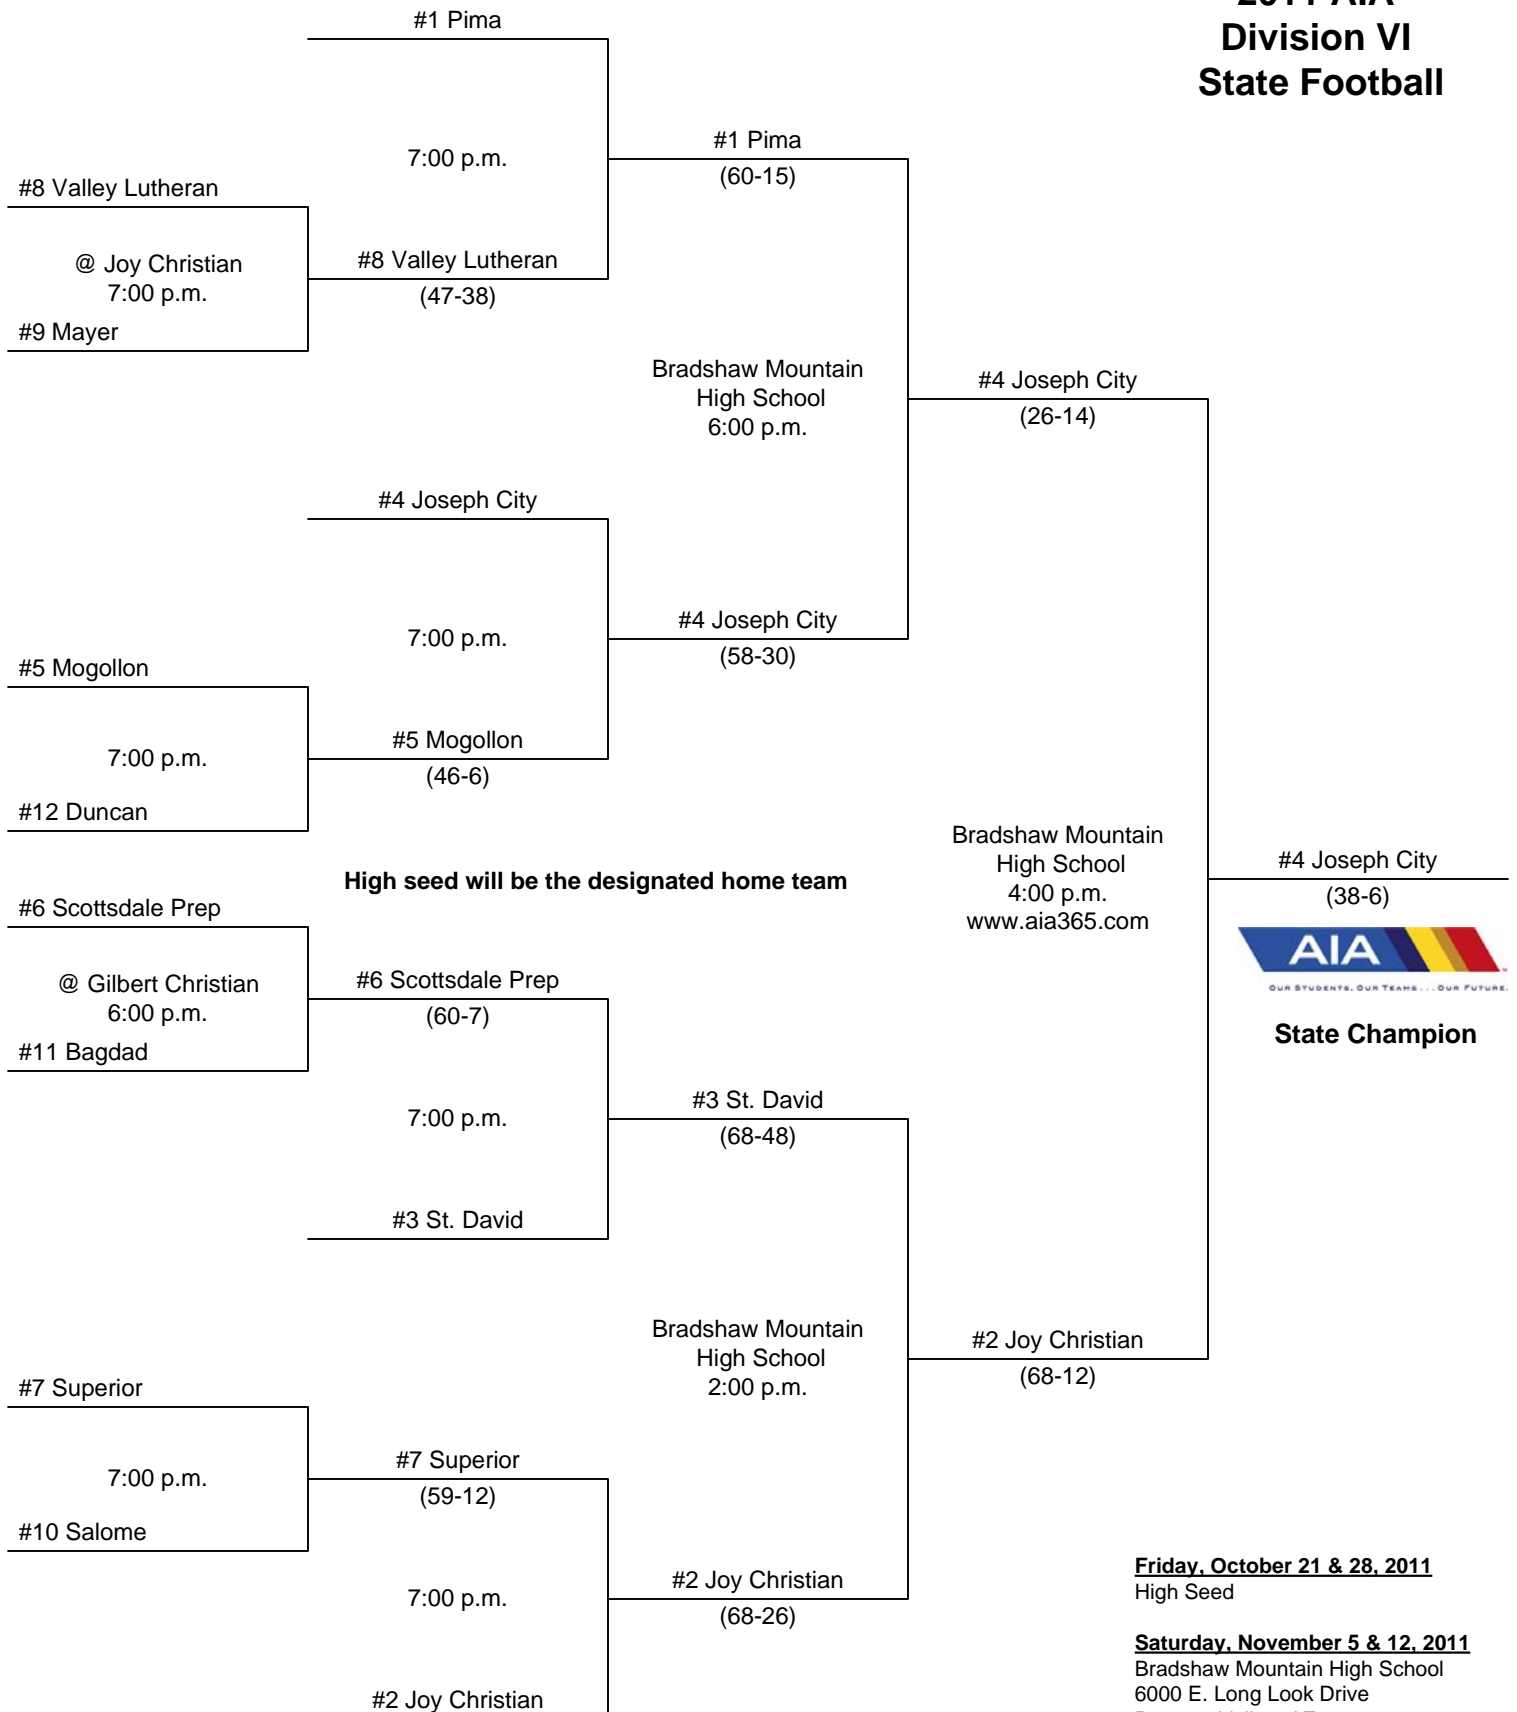 Division VI
State Football
#1 Pima
7:00 p.m.
#1 Pima
(60-15)
#8 Valley Lutheran
@ Joy Christian
7:00 p.m.
#8 Valley Lutheran
(47-38)
#9 Mayer
Bradshaw Mountain
High School
6:00 p.m.
#4 Joseph City
(26-14)
#4 Joseph City
7:00 p.m.
#4 Joseph City
(58-30)
#5 Mogollon
7:00 p.m.
#5 Mogollon
(46-6)
#12 Duncan
Bradshaw Mountain
High School
4:00 p.m.
www.aia365.com
#4 Joseph City
(38-6)
AIA
OUR STUDENTS. OUR TEAMS ... OUR FUTURE.
State Champion
High seed will be the designated home team
#6 Scottsdale Prep
@ Gilbert Christian
6:00 p.m.
#6 Scottsdale Prep
(60-7)
#11 Bagdad
7:00 p.m.
#3 St. David
(68-48)
#3 St. David
Bradshaw Mountain
High School
2:00 p.m.
#2 Joy Christian
(68-12)
#7 Superior
7:00 p.m.
#7 Superior
(59-12)
#10 Salome
7:00 p.m.
#2 Joy Christian
(68-26)
#2 Joy Christian
Friday, October 21 & 28, 2011
High Seed
Saturday, November 5 & 12, 2011
Bradshaw Mountain High School
6000 E. Long Look Drive